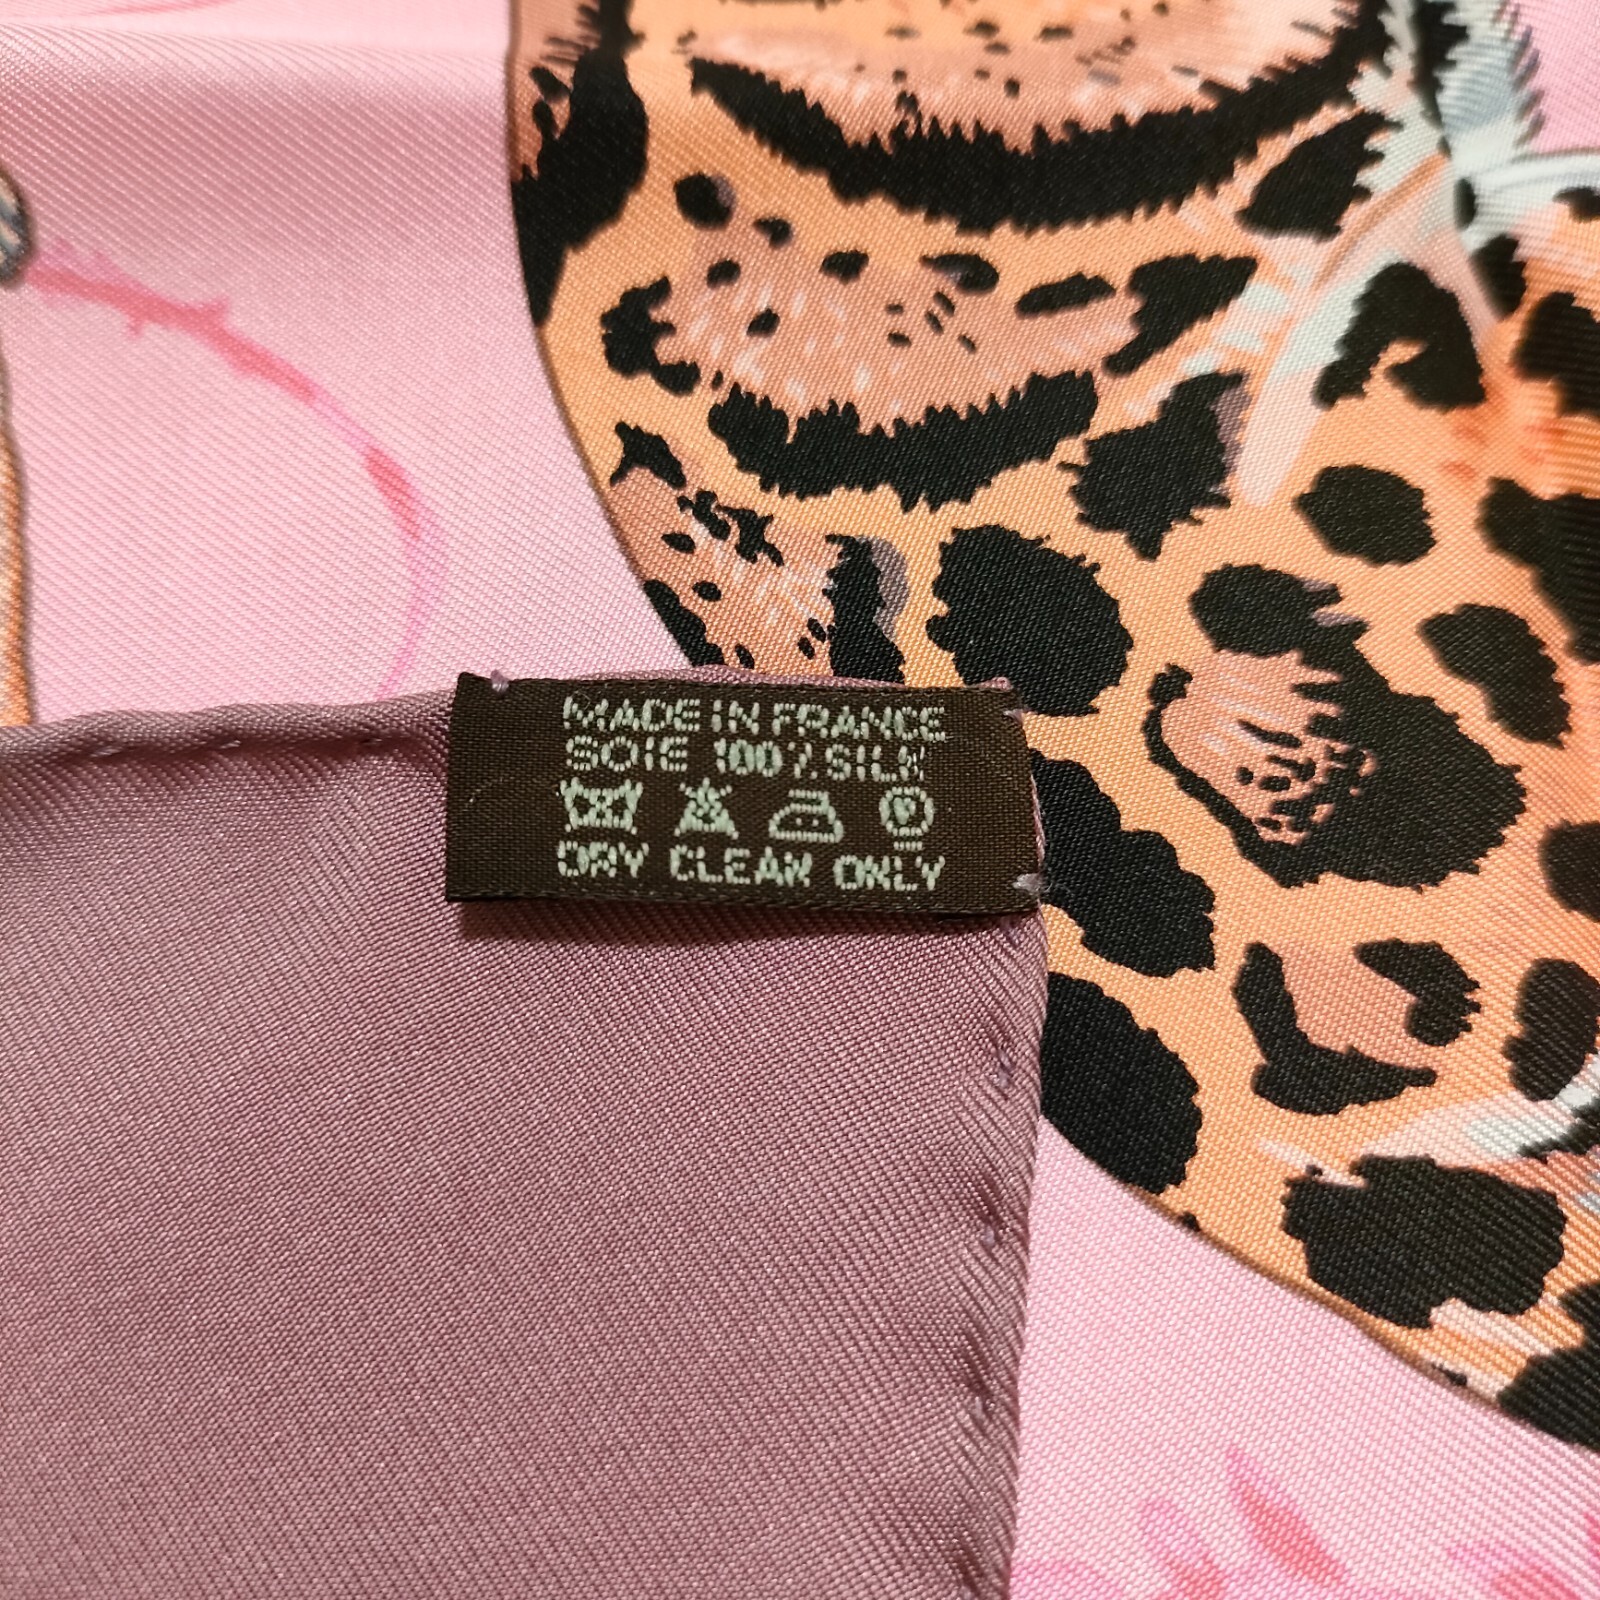 MADE IN FRANCE
SOIE 100% SILK
P
DRY CLEAN ONLY